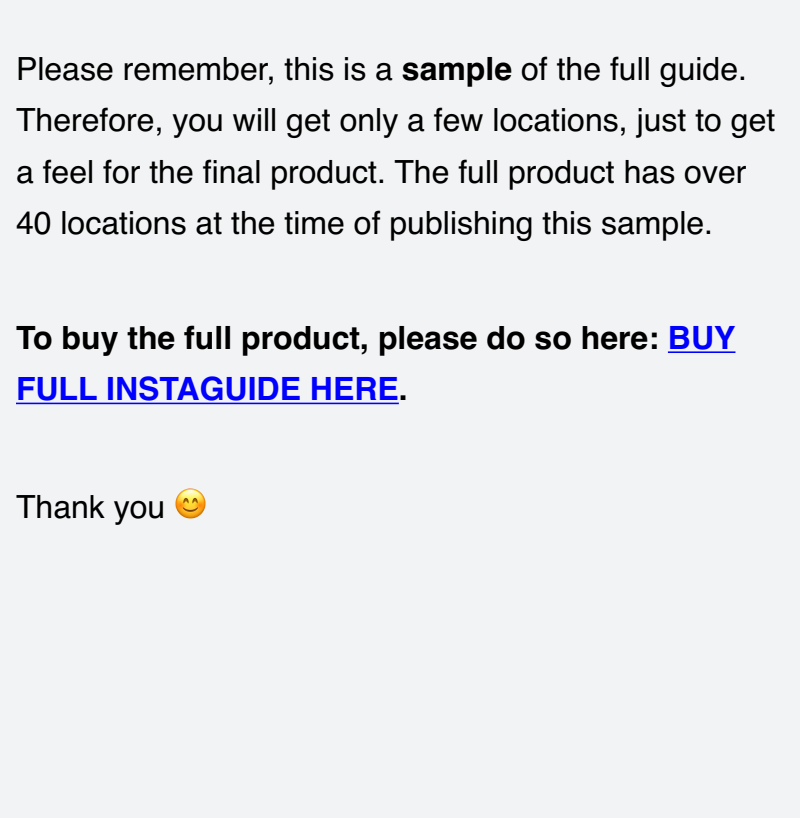 Please remember, this is a sample of the full guide.
Therefore, you will get only a few locations, just to get
a feel for the final product. The full product has over
40 locations at the time of publishing this sample.
To buy the full product, please do so here: BUY
FULL INSTAGUIDE HERE.
Thank you 😊